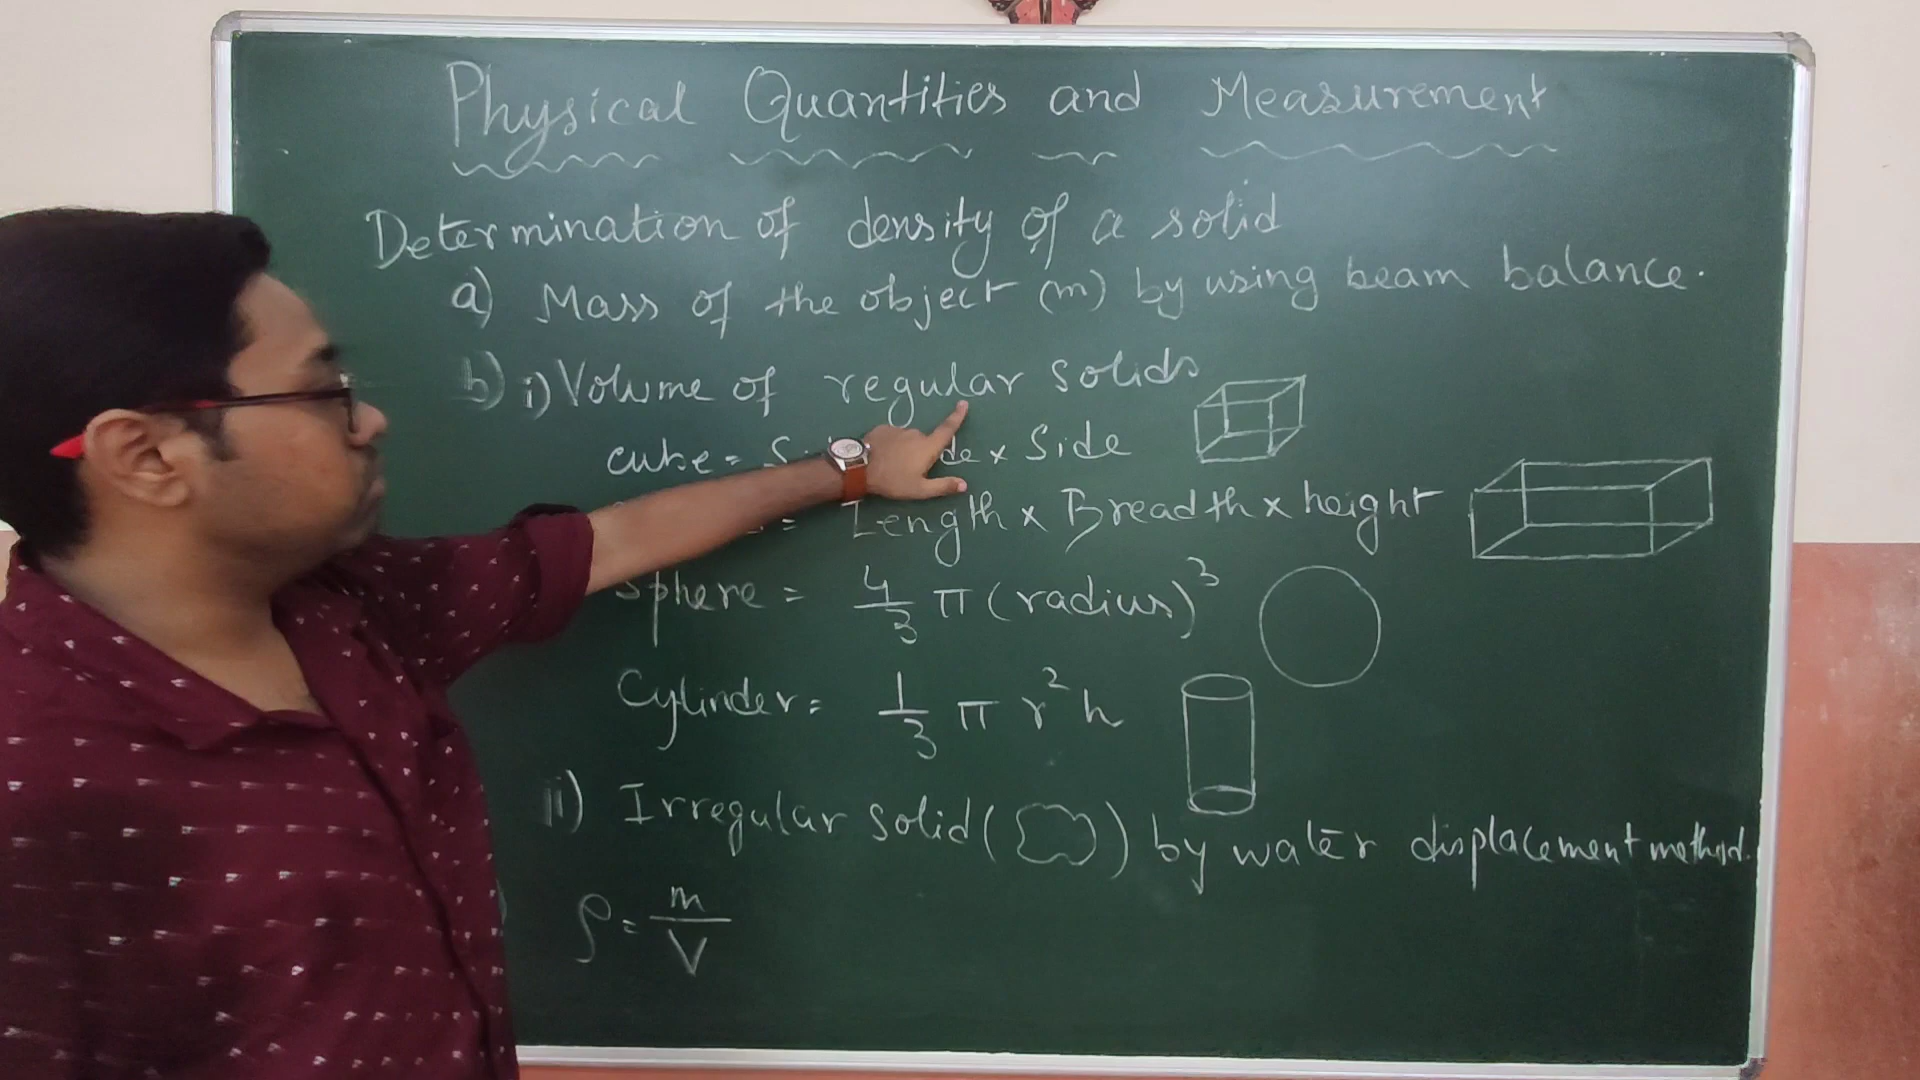 Physical Quantities and Measurement
Determination of density of a solid
a) Mass of the object (m) by using beam balance.
b) i) Volume of regular solids
cube = × Side
= Length × Breadth × height
Sphere = 4/3 π (radius)³
Cylinder = 1/3 π r² h
ii) Irregular solid ( ) by water displacement method.
ρ = m/V